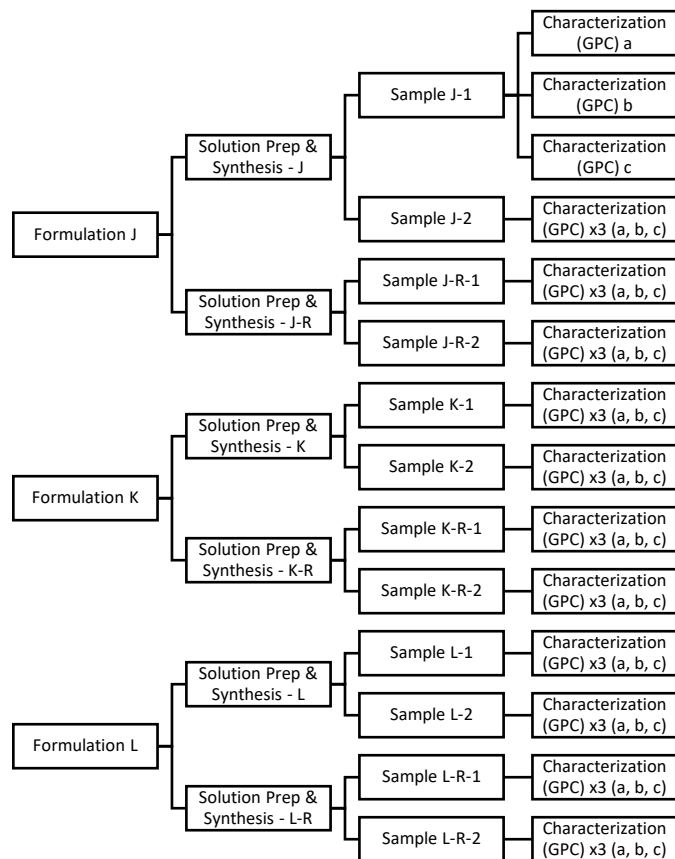 Characterization
(GPC) a
Sample J-1
Characterization
(GPC) b
Solution Prep &
Synthesis - J
Characterization
(GPC) c
Formulation J
Sample J-2
Characterization
(GPC) x3 (a, b, c)
Solution Prep &
Synthesis - J-R
Sample J-R-1
Characterization
(GPC) x3 (a, b, c)
Sample J-R-2
Characterization
(GPC) x3 (a, b, c)
Formulation K
Solution Prep &
Synthesis - K
Sample K-1
Characterization
(GPC) x3 (a, b, c)
Sample K-2
Characterization
(GPC) x3 (a, b, c)
Solution Prep &
Synthesis - K-R
Sample K-R-1
Characterization
(GPC) x3 (a, b, c)
Sample K-R-2
Characterization
(GPC) x3 (a, b, c)
Formulation L
Solution Prep &
Synthesis - L
Sample L-1
Characterization
(GPC) x3 (a, b, c)
Sample L-2
Characterization
(GPC) x3 (a, b, c)
Solution Prep &
Synthesis - L-R
Sample L-R-1
Characterization
(GPC) x3 (a, b, c)
Sample L-R-2
Characterization
(GPC) x3 (a, b, c)